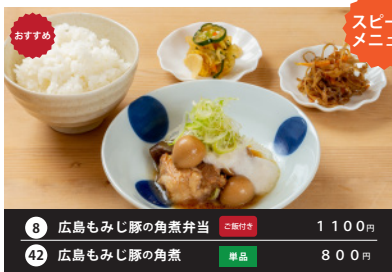 おすすめ
スピー
メニュ
8 広島もみじ豚の角煮弁当 ご飯付き 1100円
42 広島もみじ豚の角煮 単品 800円